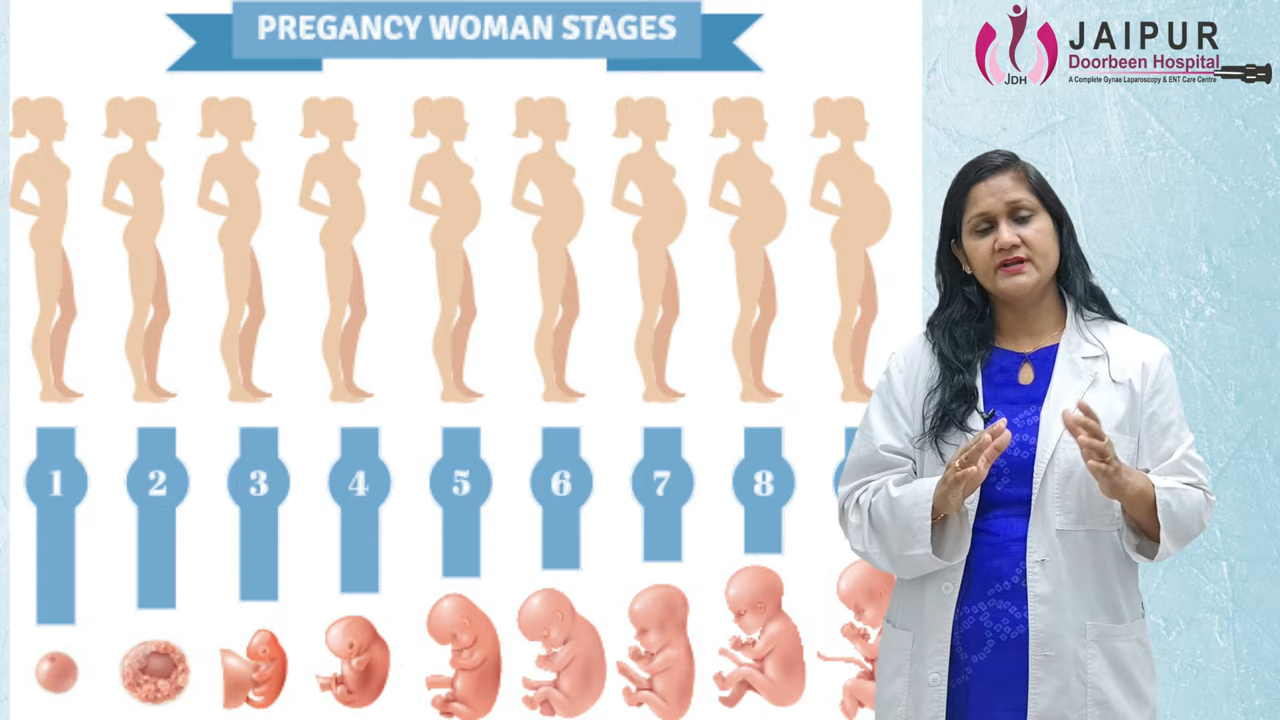 PREGANCY WOMAN STAGES
JAIPUR
Doorbeen Hospital
A Complete Gynae Laparoscopy & ENT Care Centre
JDH
1 2 3 4 5 6 7 8